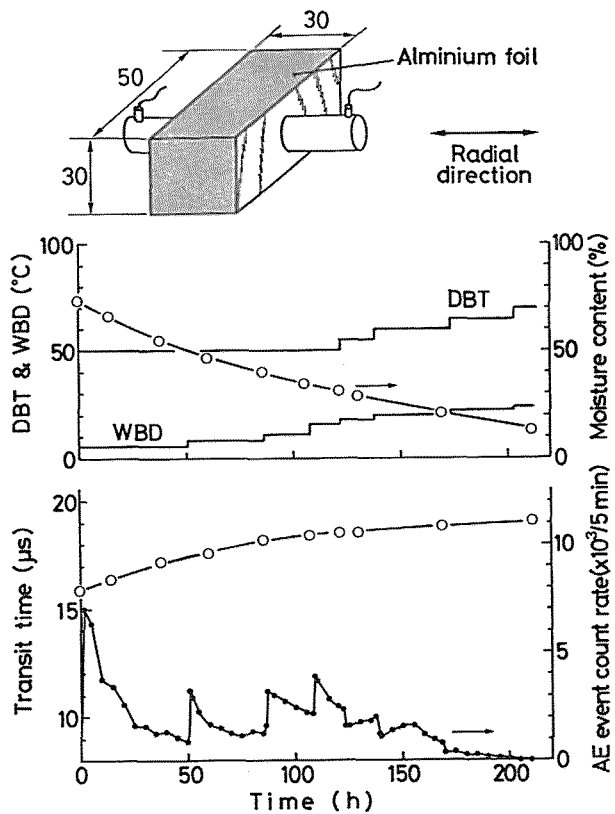 30
50
Alminium foil
30
Radial
direction
DBT & WBD (°C)
100
50
0
DBT
WBD
100
50
0
Moisture content (%)
Transit time (μs)
20
15
10
10
5
0
AE event count rate(x10³/5 min)
0
50
100
150
200
Time (h)